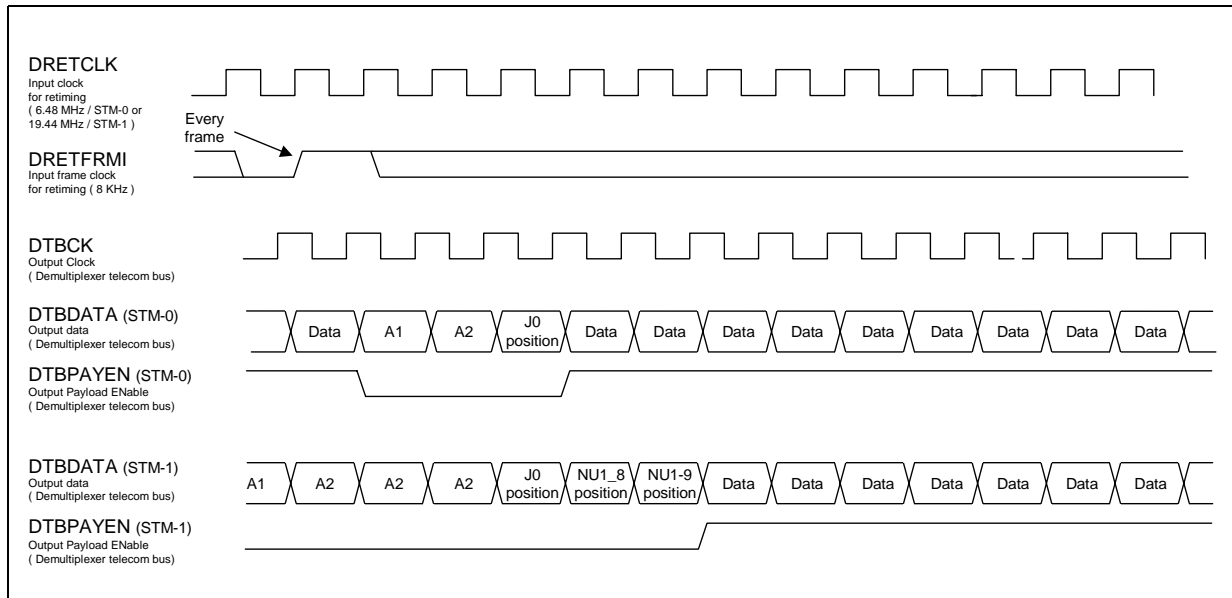 DRETCLK
Input clock
for retiming
( 6.48 MHz / STM-0 or
19.44 MHz / STM-1 )
Every
frame
DRETFRMI
Input frame clock
for retiming ( 8 KHz )
DTBCK
Output Clock
( Demultiplexer telecom bus)
DTBDATA (STM-0)
Output data
( Demultiplexer telecom bus)
Data A1 A2 J0 position Data Data Data Data Data Data Data Data Data
DTBPAYEN (STM-0)
Output Payload ENable
( Demultiplexer telecom bus)
DTBDATA (STM-1)
Output data
( Demultiplexer telecom bus)
A1 A2 A2 A2 J0 position NU1_8 position NU1-9 position Data Data Data Data Data Data Data
DTBPAYEN (STM-1)
Output Payload ENable
( Demultiplexer telecom bus)